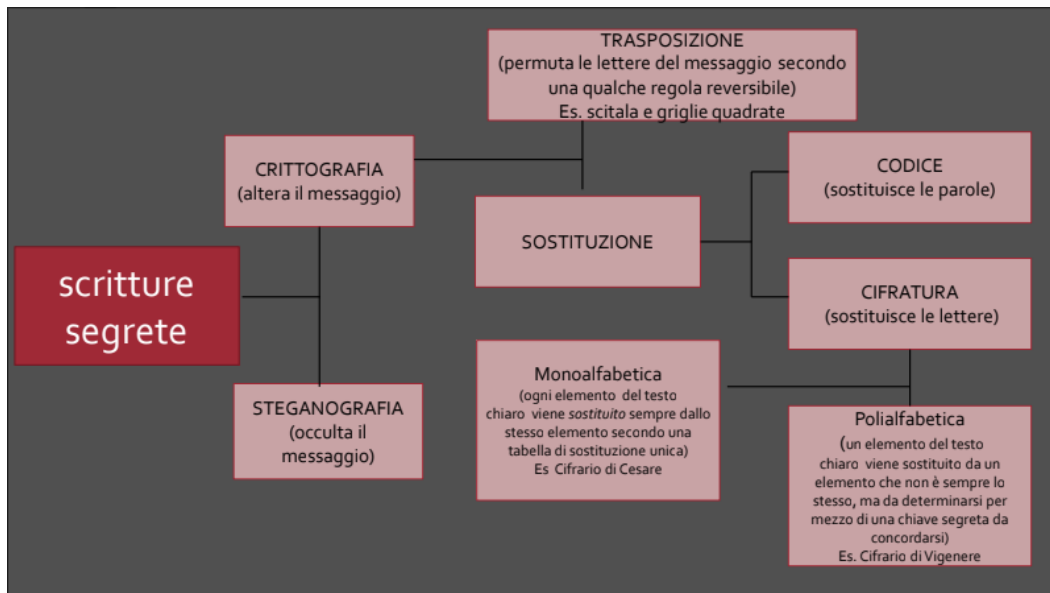 TRASPOSIZIONE
(permuta le lettere del messaggio secondo
una qualche regola reversibile)
Es. scitala e griglie quadrate
CRITTOGRAFIA
(altera il messaggio)
CODICE
(sostituisce le parole)
SOSTITUZIONE
scritture
segrete
CIFRATURA
(sostituisce le lettere)
Monoalfabetica
(ogni elemento del testo
chiaro viene sostituito sempre dallo
stesso elemento secondo una
tabella di sostituzione unica)
Es Cifrario di Cesare
STEGANOGRAFIA
(occulta il
messaggio)
Polialfabetica
(un elemento del testo
chiaro viene sostituito da un
elemento che non è sempre lo
stesso, ma da determinarsi per
mezzo di una chiave segreta da
concordarsi)
Es. Cifrario di Vigenere